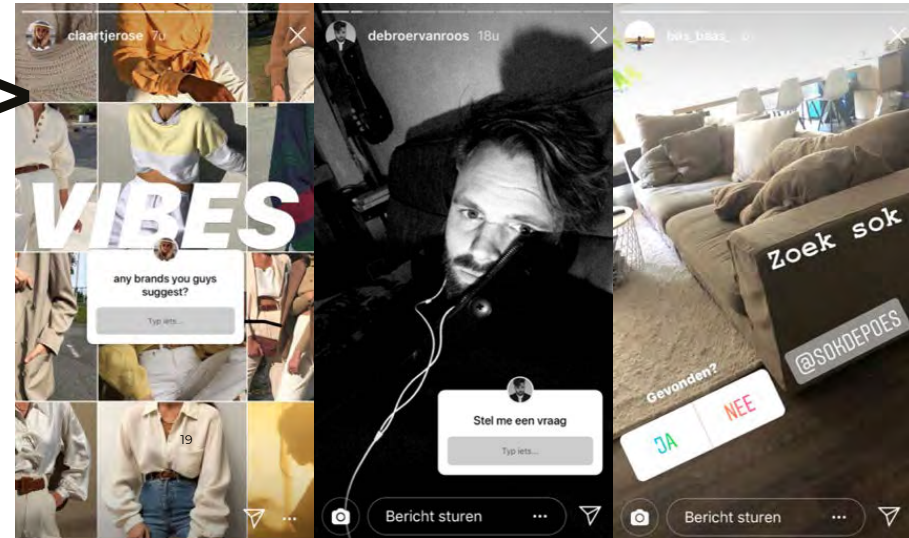 claartjerose 7u
VIBES
any brands you guys
suggest?
Typ iets...
19
debroervanroos 18u
Stel me een vraag
Typ iets...
Bericht sturen
bas_baas_
Zoek sok
@SOKDEPOES
Gevonden?
JA
NEE
Bericht sturen